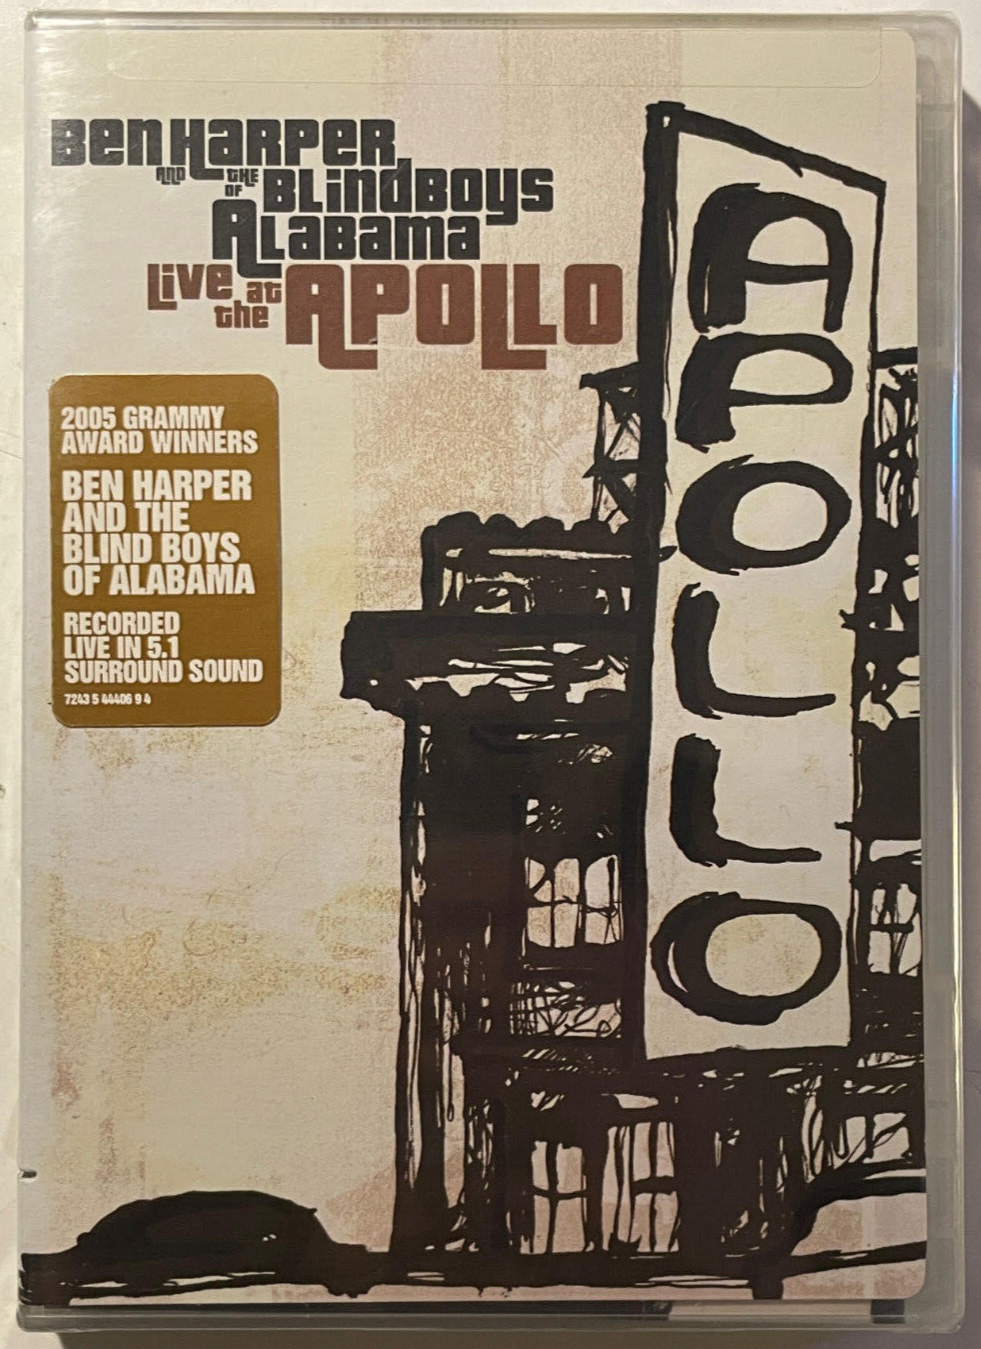 Ben Harper
and the Blind Boys
of Alabama
Live at the Apollo
2005 GRAMMY
AWARD WINNERS
BEN HARPER
AND THE
BLIND BOYS
OF ALABAMA
RECORDED
LIVE IN 5.1
SURROUND SOUND
7243 5 44406 9 4
APOLLO